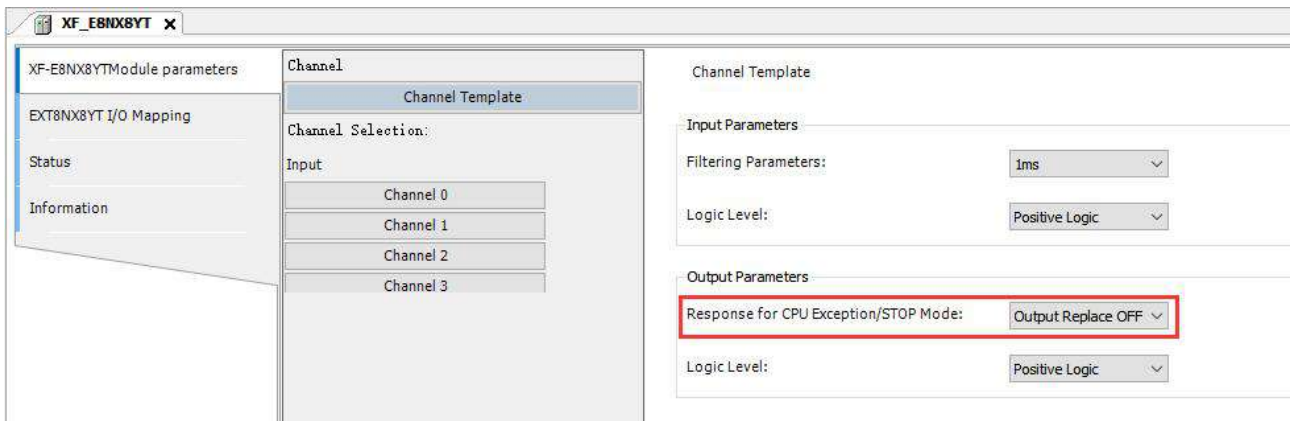 XF_E8NX8YT
XF-E8NX8YTModule parameters
EXT8NX8YT I/O Mapping
Status
Information
Channel
Channel Template
Channel Selection:
Input
Channel 0
Channel 1
Channel 2
Channel 3
Channel Template
Input Parameters
Filtering Parameters: 1ms
Logic Level: Positive Logic
Output Parameters
Response for CPU Exception/STOP Mode: Output Replace OFF
Logic Level: Positive Logic